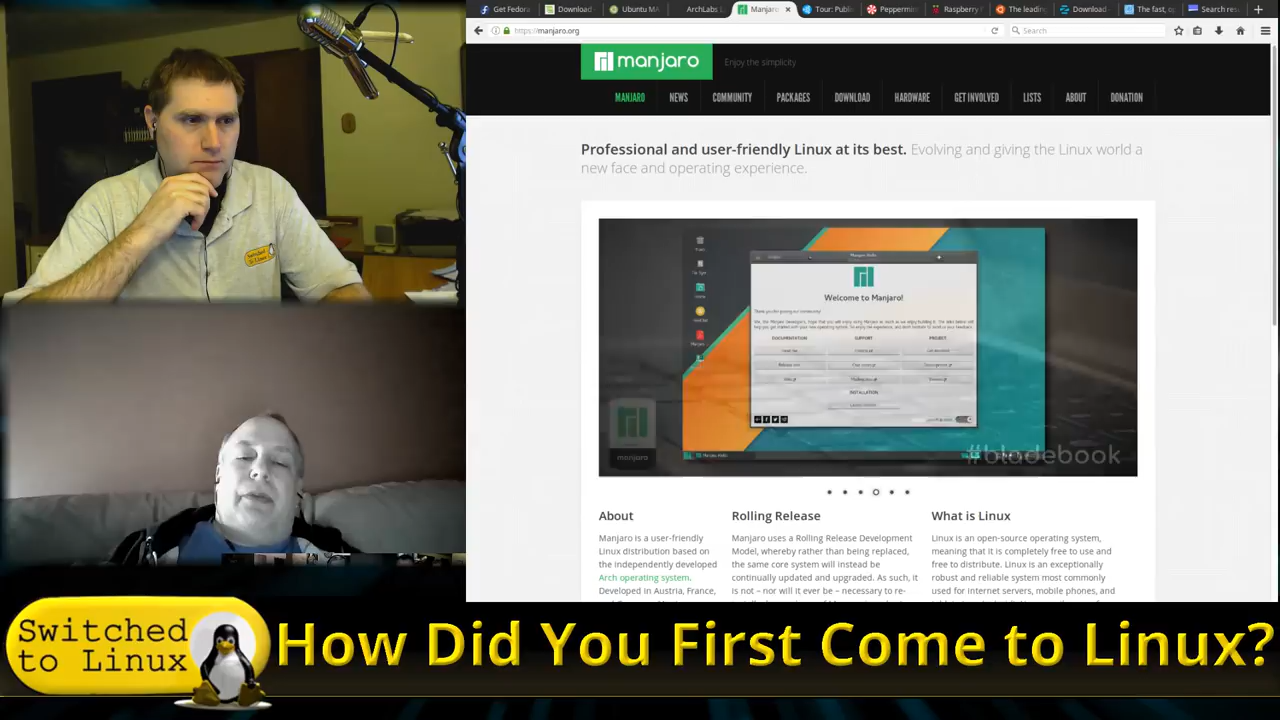 Get Fedora
Download
Ubuntu MA
ArchLabs L
Manjaro
Tour: Publi
Peppermint
Raspberry
The leading
Download
The fast, o
Search res
https://manjaro.org
Search
manjaro
Enjoy the simplicity
MANJARO
NEWS
COMMUNITY
PACKAGES
DOWNLOAD
HARDWARE
GET INVOLVED
LISTS
ABOUT
DONATION
Professional and user-friendly Linux at its best. Evolving and giving the Linux world a
new face and operating experience.
Welcome to Manjaro!
DOCUMENTATION
SUPPORT
PROJECT
INSTALLATION
manjaro
#bladebook
About
Manjaro is a user-friendly
Linux distribution based on
the independently developed
Arch operating system.
Developed in Austria, France,
Rolling Release
Manjaro uses a Rolling Release Development
Model, whereby rather than being replaced,
the same core system will instead be
continually updated and upgraded. As such, it
is not – nor will it ever be – necessary to re-
What is Linux
Linux is an open-source operating system,
meaning that it is completely free to use and
free to distribute. Linux is an exceptionally
robust and reliable system most commonly
used for internet servers, mobile phones, and
Switched
to Linux
How Did You First Come to Linux?